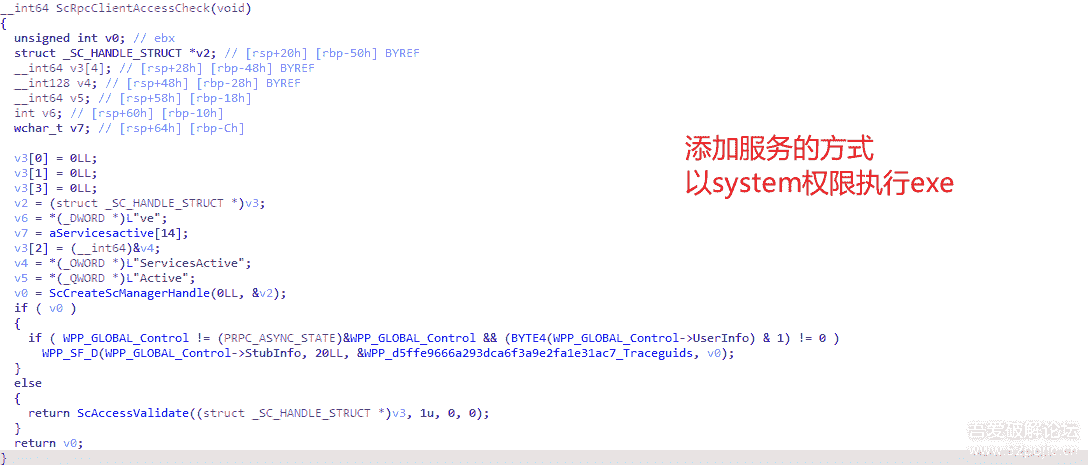 __int64 ScRpcClientAccessCheck(void)
{
  unsigned int v0; // ebx
  struct _SC_HANDLE_STRUCT *v2; // [rsp+20h] [rbp-50h] BYREF
  __int64 v3[4]; // [rsp+28h] [rbp-48h] BYREF
  __int128 v4; // [rsp+48h] [rbp-28h] BYREF
  __int64 v5; // [rsp+58h] [rbp-18h]
  int v6; // [rsp+60h] [rbp-10h]
  wchar_t v7; // [rsp+64h] [rbp-Ch]

  v3[0] = 0LL;
  v3[1] = 0LL;
  v3[3] = 0LL;
  v2 = (struct _SC_HANDLE_STRUCT *)v3;
  v6 = *(_DWORD *)L"ve";
  v7 = aServicesactive[14];
  v3[2] = (__int64)&v4;
  v4 = *(_OWORD *)L"ServicesActive";
  v5 = *(_QWORD *)L"Active";
  v0 = ScCreateScManagerHandle(0LL, &v2);
  if ( v0 )
  {
    if ( WPP_GLOBAL_Control != (PRPC_ASYNC_STATE)&WPP_GLOBAL_Control && (BYTE4(WPP_GLOBAL_Control->UserInfo) & 1) != 0 )
      WPP_SF_D(WPP_GLOBAL_Control->StubInfo, 20LL, &WPP_d5ffe9666a293dca6f3a9e2fa1e31ac7_Traceguids, v0);
  }
  else
  {
    return ScAccessValidate((struct _SC_HANDLE_STRUCT *)v3, 1u, 0, 0);
  }
  return v0;
}
添加服务的方式
以system权限执行exe
吾爱破解论坛
www.52pojie.cn